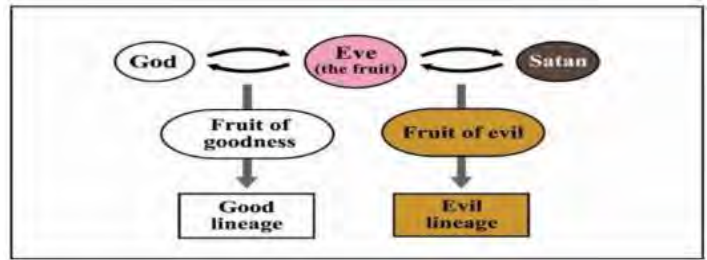 God
Eve
(the fruit)
Satan
Fruit of
goodness
Fruit of evil
Good
lineage
Evil
lineage